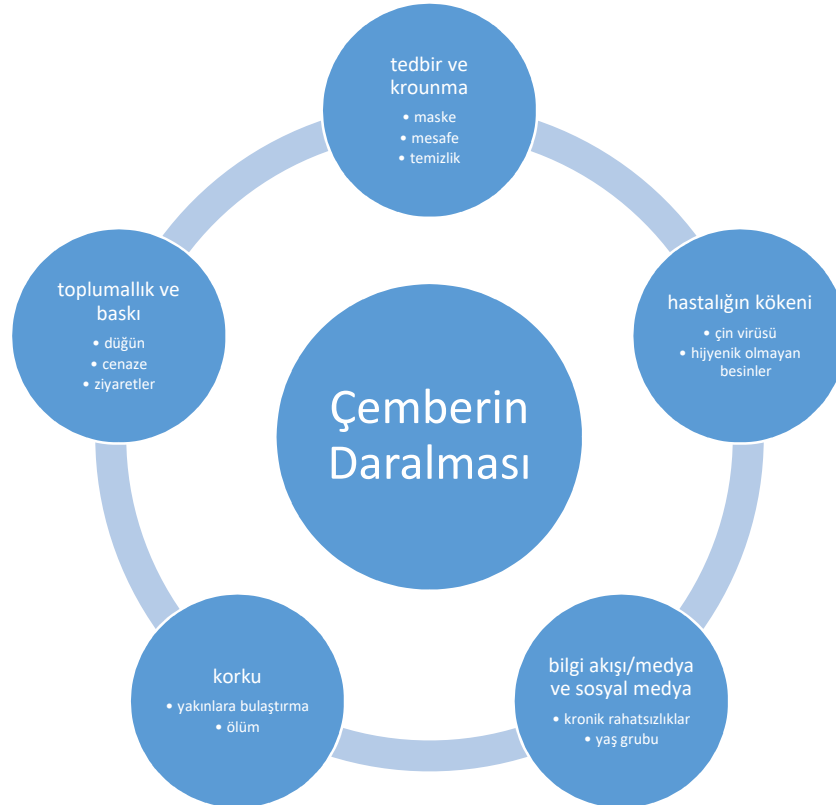 tedbir ve
krounma
• maske
• mesafe
• temizlik
hastalığın kökeni
• çin virüsü
• hijyenik olmayan
besinler
bilgi akışı/medya
ve sosyal medya
• kronik rahatsızlıklar
• yaş grubu
korku
• yakınlara bulaştırma
• ölüm
toplumallık ve
baskı
• düğün
• cenaze
• ziyaretler
Çemberin
Daralması